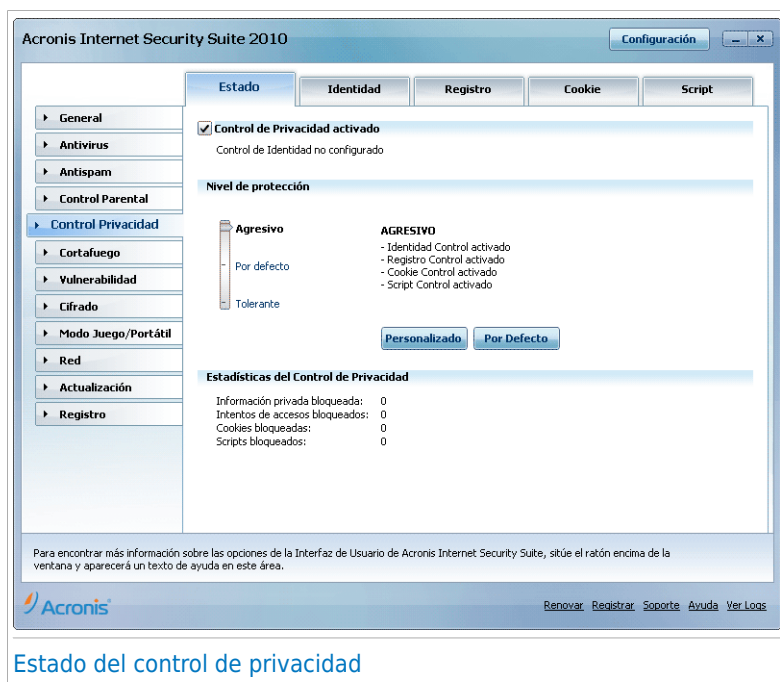 Acronis Internet Security Suite 2010
Configuración
Estado
Identidad
Registro
Cookie
Script
General
Antivirus
Antispam
Control Parental
Control Privacidad
Cortafuego
Vulnerabilidad
Cifrado
Modo Juego/Portátil
Red
Actualización
Registro
Control de Privacidad activado
Control de Identidad no configurado
Nivel de protección
Agresivo
Por defecto
Tolerante
AGRESIVO
- Identidad Control activado
- Registro Control activado
- Cookie Control activado
- Script Control activado
Personalizado
Por Defecto
Estadísticas del Control de Privacidad
Información privada bloqueada: 0
Intentos de accesos bloqueados: 0
Cookies bloqueadas: 0
Scripts bloqueados: 0
Para encontrar más información sobre las opciones de la Interfaz de Usuario de Acronis Internet Security Suite, sitúe el ratón encima de la
ventana y aparecerá un texto de ayuda en este área.
Acronis
Renovar Registrar Soporte Ayuda Ver Logs
Estado del control de privacidad